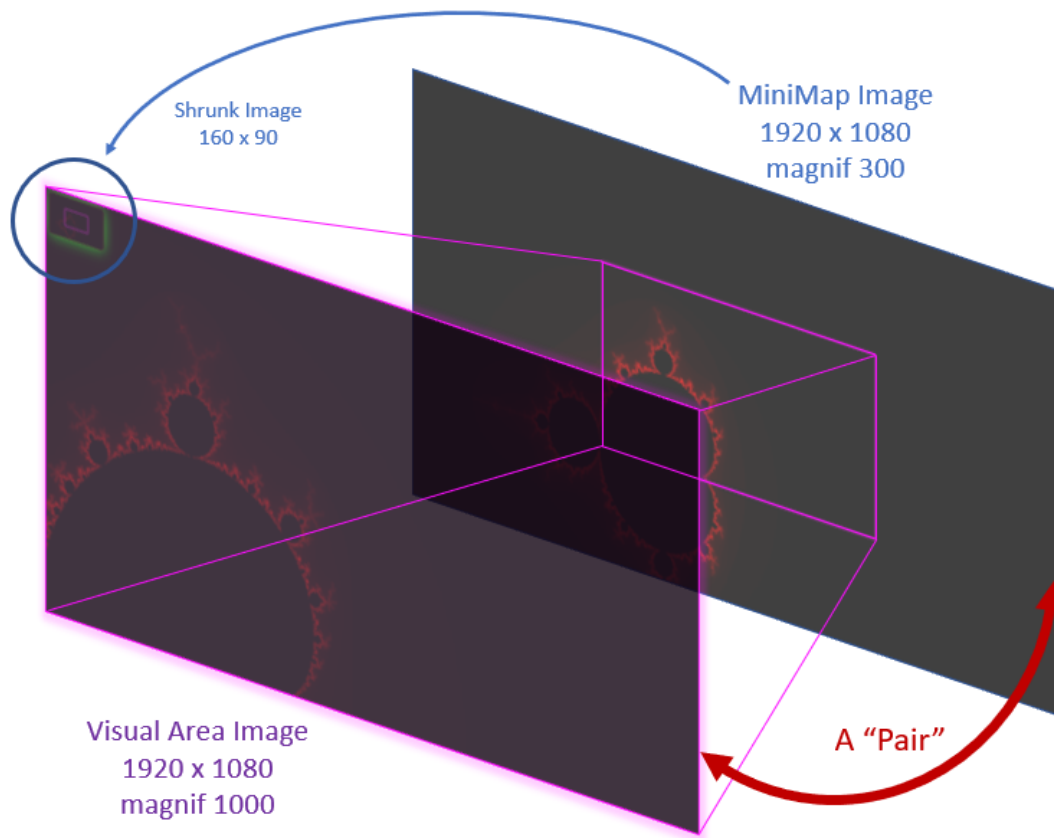 Shrunk Image
160 x 90
MiniMap Image
1920 x 1080
magnif 300
Visual Area Image
1920 x 1080
magnif 1000
A “Pair”